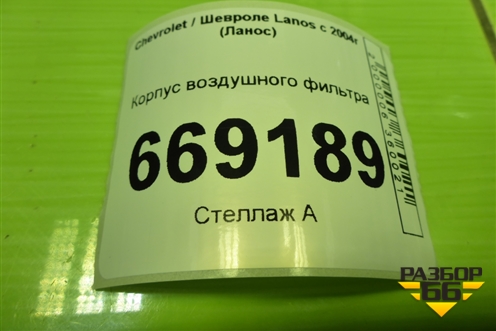 Chevrolet / Шевроле Lanos с 2004г
(Ланос)
Корпус воздушного фильтра
669189
Стеллаж А
РАЗБОР
66